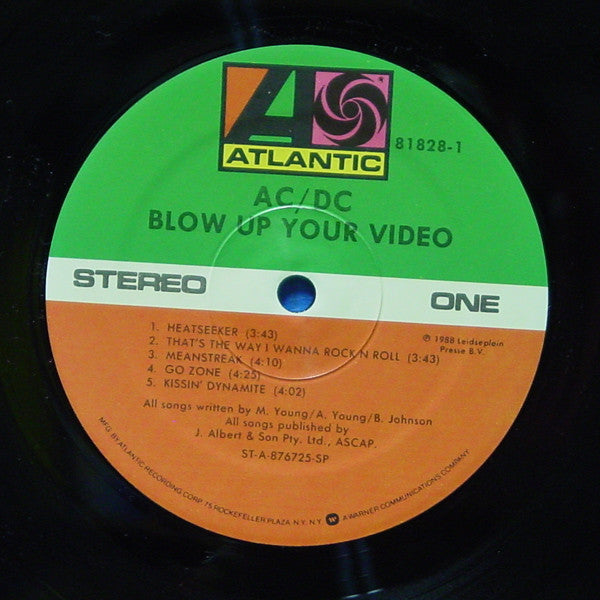 A
®
ATLANTIC
81828-1
AC/DC
BLOW UP YOUR VIDEO
STEREO
ONE
1. HEATSEEKER (3:43)
2. THAT'S THE WAY I WANNA ROCK N ROLL (3:43)
3. MEANSTREAK (4:10)
4. GO ZONE (4:25)
5. KISSIN' DYNAMITE (4:02)
℗ 1988 Leidseplein
Presse B.V.
All songs written by M. Young/A. Young/B. Johnson
All songs published by
J. Albert & Son Pty. Ltd., ASCAP.
ST-A-876725-SP
MFG. BY ATLANTIC RECORDING CORP. 75 ROCKEFELLER PLAZA N.Y. N.Y. W A WARNER COMMUNICATIONS COMPANY